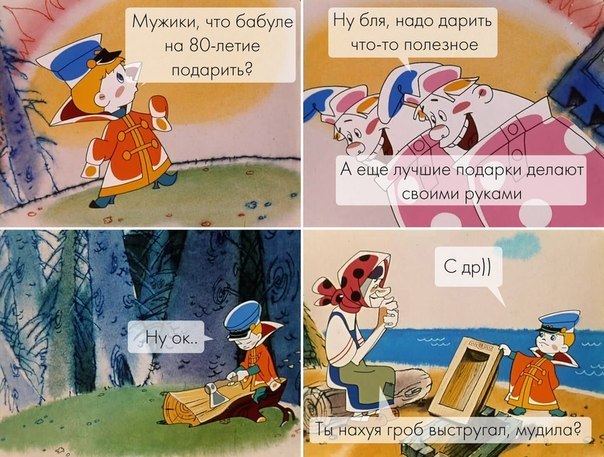 Мужики, что бабуле
на 80-летие
подарить?
Ну бля, надо дарить
что-то полезное
А еще лучшие подарки делают
своими руками
Ну ок..
С др))
Ты нахуя гроб выстругал, мудила?